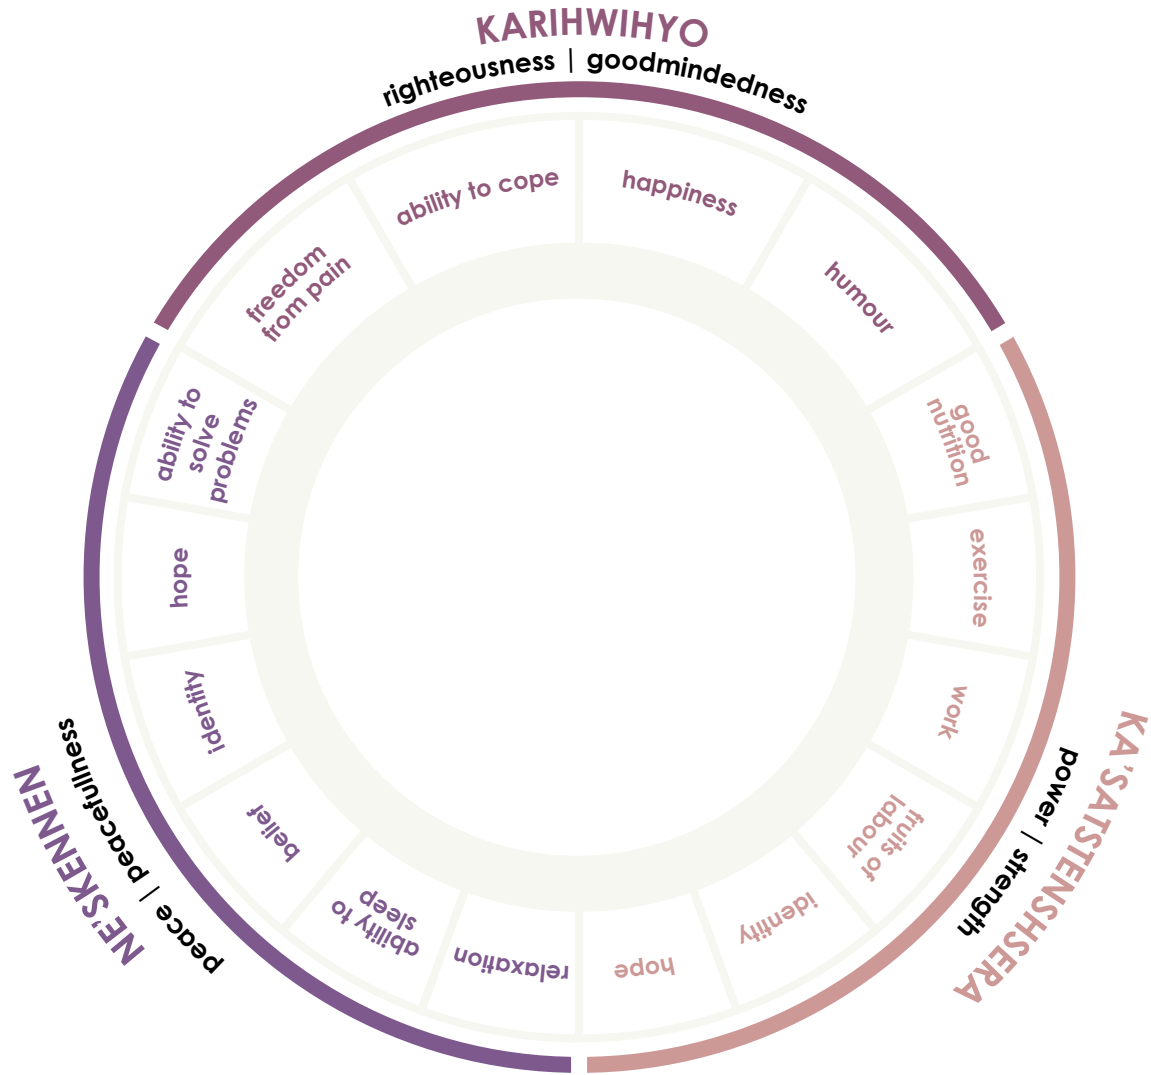 KARIHWIHYO
righteousness | goodmindedness
ability to cope
happiness
humour
freedom
from pain
good
nutrition
exercise
work
fruits of
labour
identity
hope
KA'SATSTENSHSERA
power | strength
ability to
solve
problems
hope
identity
belief
ability to
sleep
relaxation
NE'SKENNEN
peace | peacefullness